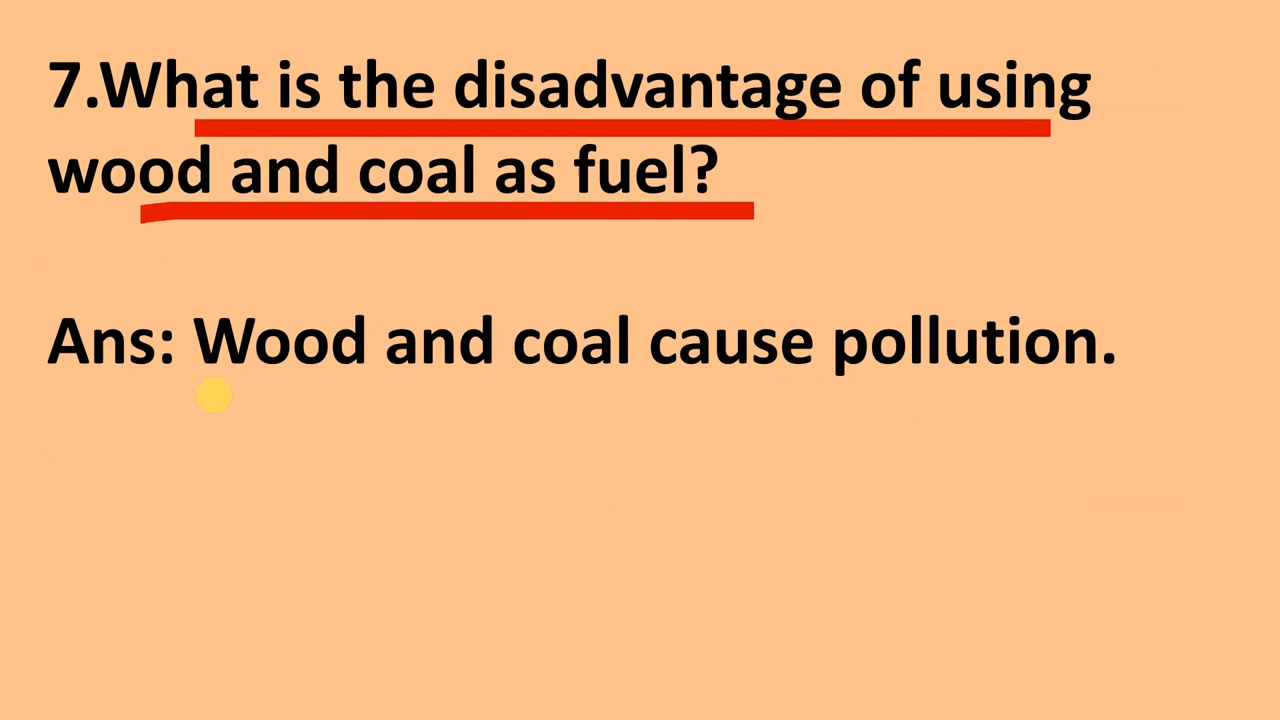 7.What is the disadvantage of using
wood and coal as fuel?
Ans: Wood and coal cause pollution.